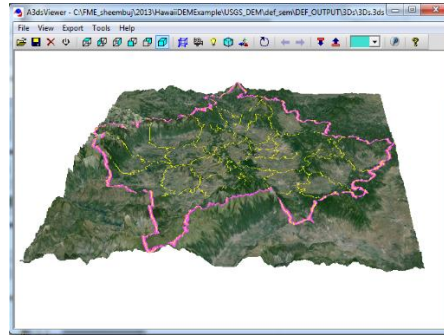 A3dsViewer - C:\FME_sheembuj\2013\HawaiiDEMExample\USGS_DEM\def_sem\DEF_OUTPUT\3Ds\3Ds.3ds
File View Export Tools Help